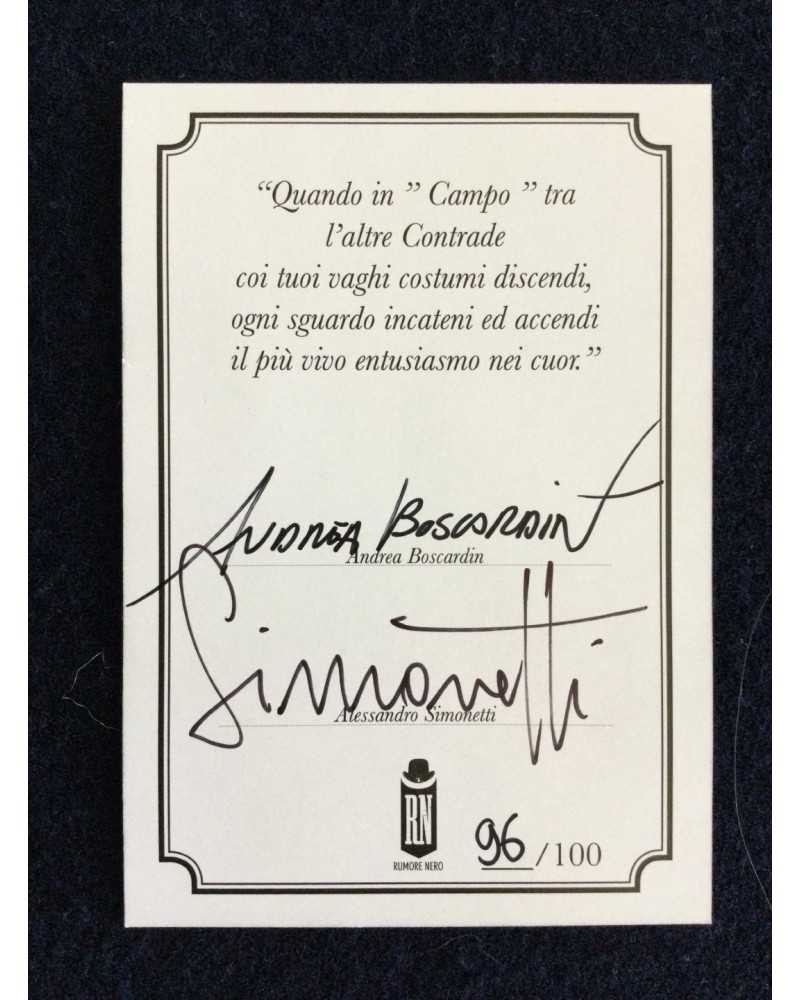 “Quando in ” Campo ” tra
l’altre Contrade
coi tuoi vaghi costumi discendi,
ogni sguardo incateni ed accendi
il più vivo entusiasmo nei cuor.”
ANDREA BOSCARDIN
Andrea Boscardin
Simonetti
Alessandro Simonetti
RN
RUMORE NERO
96/100